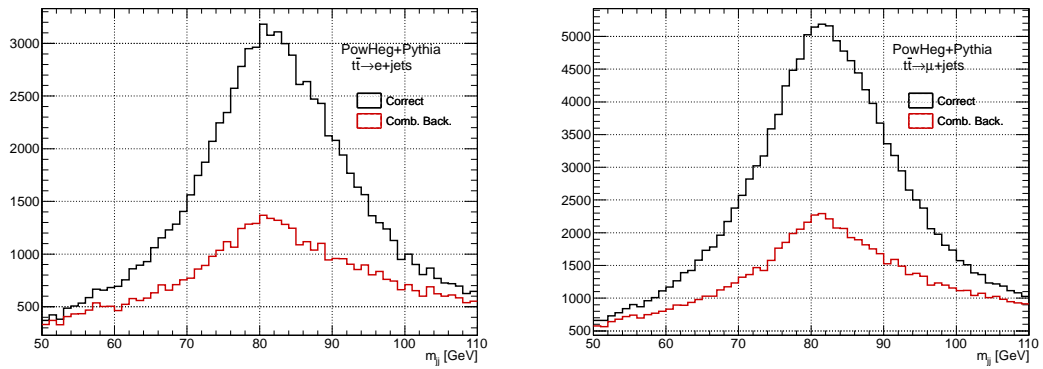 3000
2500
2000
1500
1000
500
PowHeg+Pythia
tt̄→e+jets
Correct
Comb. Back.
50 60 70 80 90 100 110
m_jj [GeV]
5000
4500
4000
3500
3000
2500
2000
1500
1000
500
PowHeg+Pythia
tt̄→μ+jets
Correct
Comb. Back.
50 60 70 80 90 100 110
m_jj [GeV]